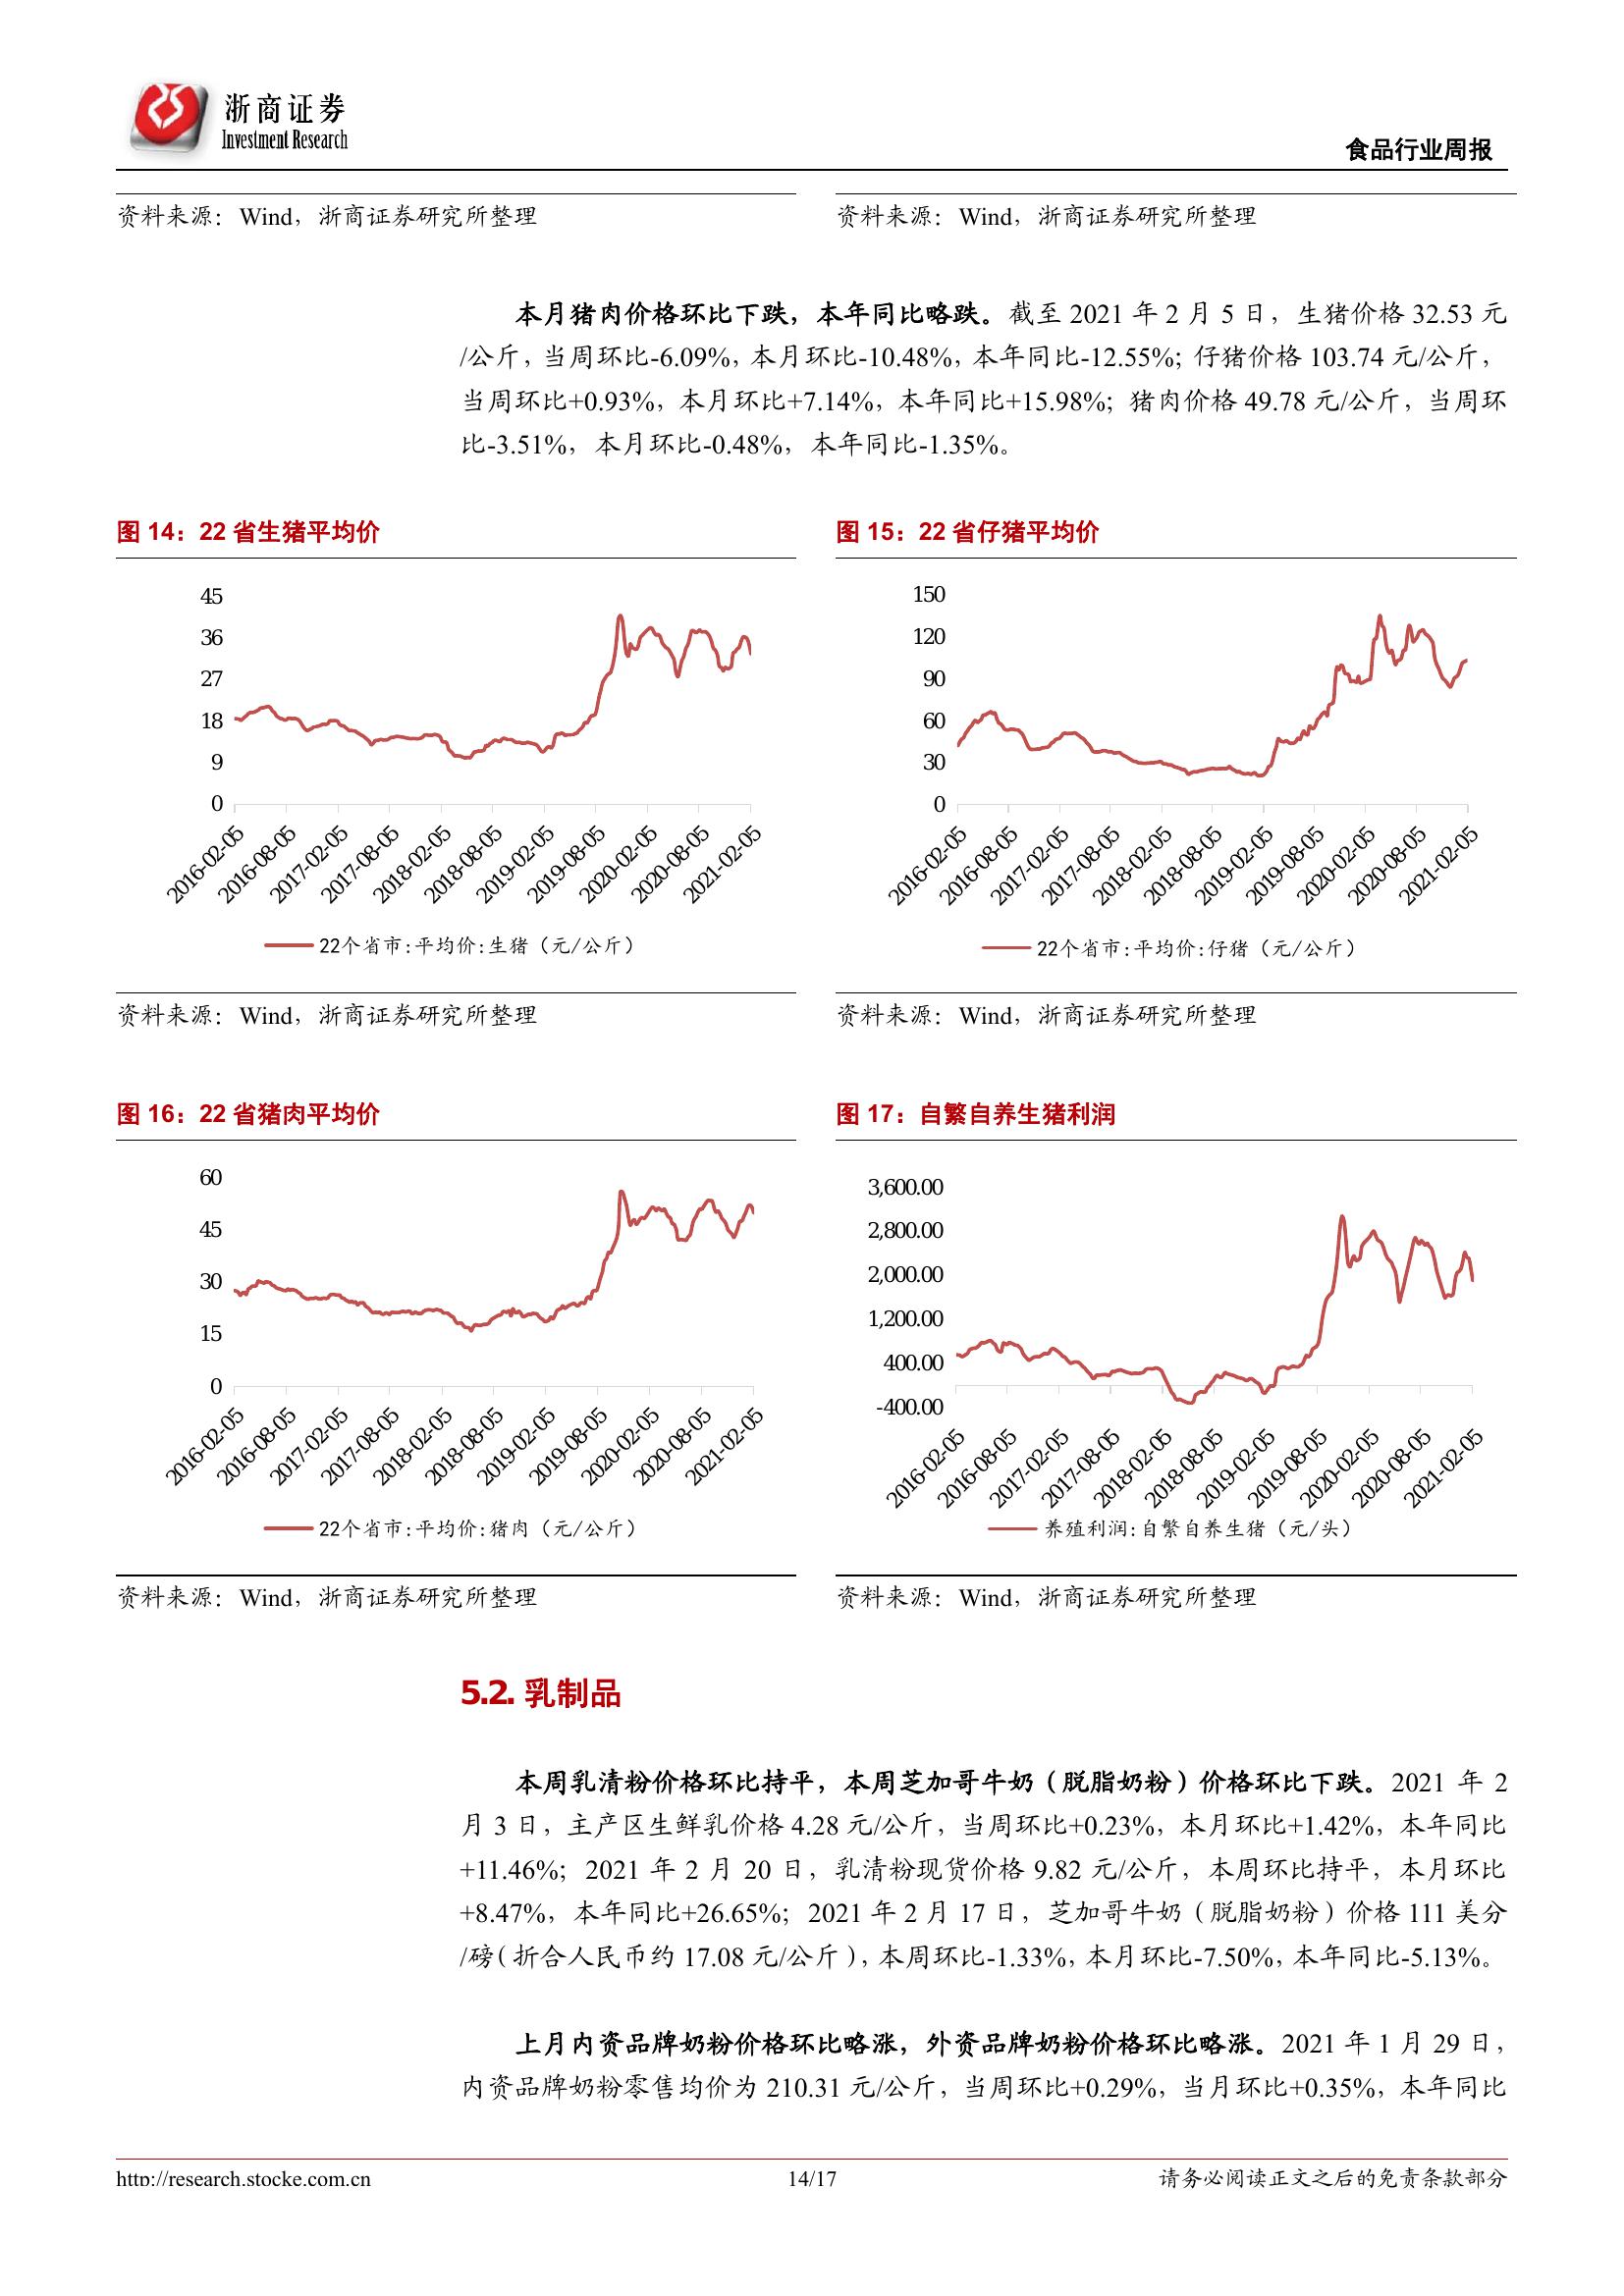 浙商证券
Investment Research
食品行业周报
资料来源：Wind，浙商证券研究所整理
资料来源：Wind，浙商证券研究所整理
本月猪肉价格环比下跌，本年同比略跌。截至 2021 年 2 月 5 日，生猪价格 32.53 元
/公斤，当周环比-6.09%，本月环比-10.48%，本年同比-12.55%；仔猪价格 103.74 元/公斤，
当周环比+0.93%，本月环比+7.14%，本年同比+15.98%；猪肉价格 49.78 元/公斤，当周环
比-3.51%，本月环比-0.48%，本年同比-1.35%。
图 14：22 省生猪平均价
45
36
27
18
9
0
2016-02-05
2016-08-05
2017-02-05
2017-08-05
2018-02-05
2018-08-05
2019-02-05
2019-08-05
2020-02-05
2020-08-05
2021-02-05
22个省市:平均价:生猪（元/公斤）
资料来源：Wind，浙商证券研究所整理
图 15：22 省仔猪平均价
150
120
90
60
30
0
2016-02-05
2016-08-05
2017-02-05
2017-08-05
2018-02-05
2018-08-05
2019-02-05
2019-08-05
2020-02-05
2020-08-05
2021-02-05
22个省市:平均价:仔猪（元/公斤）
资料来源：Wind，浙商证券研究所整理
图 16：22 省猪肉平均价
60
45
30
15
0
2016-02-05
2016-08-05
2017-02-05
2017-08-05
2018-02-05
2018-08-05
2019-02-05
2019-08-05
2020-02-05
2020-08-05
2021-02-05
22个省市:平均价:猪肉（元/公斤）
资料来源：Wind，浙商证券研究所整理
图 17：自繁自养生猪利润
3,600.00
2,800.00
2,000.00
1,200.00
400.00
-400.00
2016-02-05
2016-08-05
2017-02-05
2017-08-05
2018-02-05
2018-08-05
2019-02-05
2019-08-05
2020-02-05
2020-08-05
2021-02-05
养殖利润:自繁自养生猪（元/头）
资料来源：Wind，浙商证券研究所整理
5.2. 乳制品
本周乳清粉价格环比持平，本周芝加哥牛奶（脱脂奶粉）价格环比下跌。2021 年 2
月 3 日，主产区生鲜乳价格 4.28 元/公斤，当周环比+0.23%，本月环比+1.42%，本年同比
+11.46%；2021 年 2 月 20 日，乳清粉现货价格 9.82 元/公斤，本周环比持平，本月环比
+8.47%，本年同比+26.65%；2021 年 2 月 17 日，芝加哥牛奶（脱脂奶粉）价格 111 美分
/磅（折合人民币约 17.08 元/公斤），本周环比-1.33%，本月环比-7.50%，本年同比-5.13%。
上月内资品牌奶粉价格环比略涨，外资品牌奶粉价格环比略涨。2021 年 1 月 29 日，
内资品牌奶粉零售均价为 210.31 元/公斤，当周环比+0.29%，当月环比+0.35%，本年同比
http://research.stocke.com.cn
14/17
请务必阅读正文之后的免责条款部分